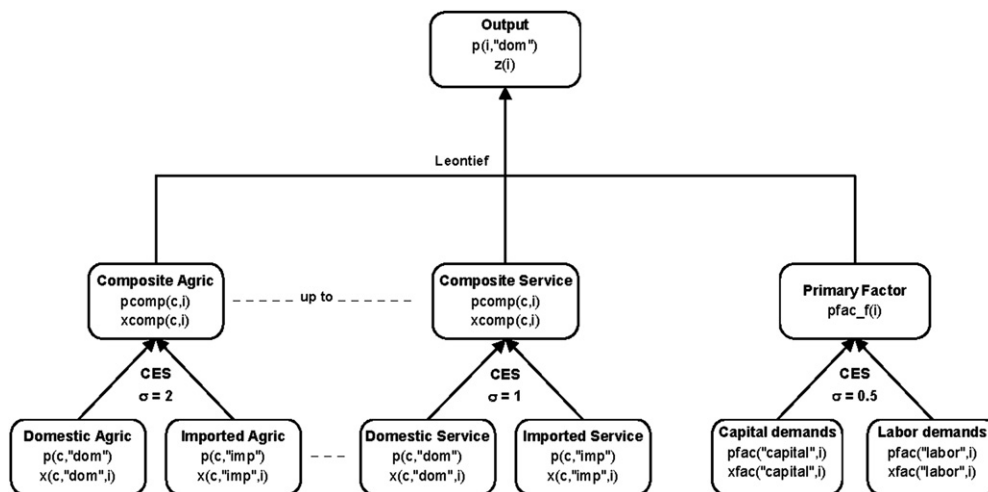 Output
p(i,"dom")
z(i)
Leontief
Composite Agric
pcomp(c,i)
xcomp(c,i)
up to
Composite Service
pcomp(c,i)
xcomp(c,i)
Primary Factor
pfac_f(i)
CES
σ = 2
CES
σ = 1
CES
σ = 0.5
Domestic Agric
p(c,"dom")
x(c,"dom",i)
Imported Agric
p(c,"imp")
x(c,"imp",i)
Domestic Service
p(c,"dom")
x(c,"dom",i)
Imported Service
p(c,"imp")
x(c,"imp",i)
Capital demands
pfac("capital",i)
xfac("capital",i)
Labor demands
pfac("labor",i)
xfac("labor",i)